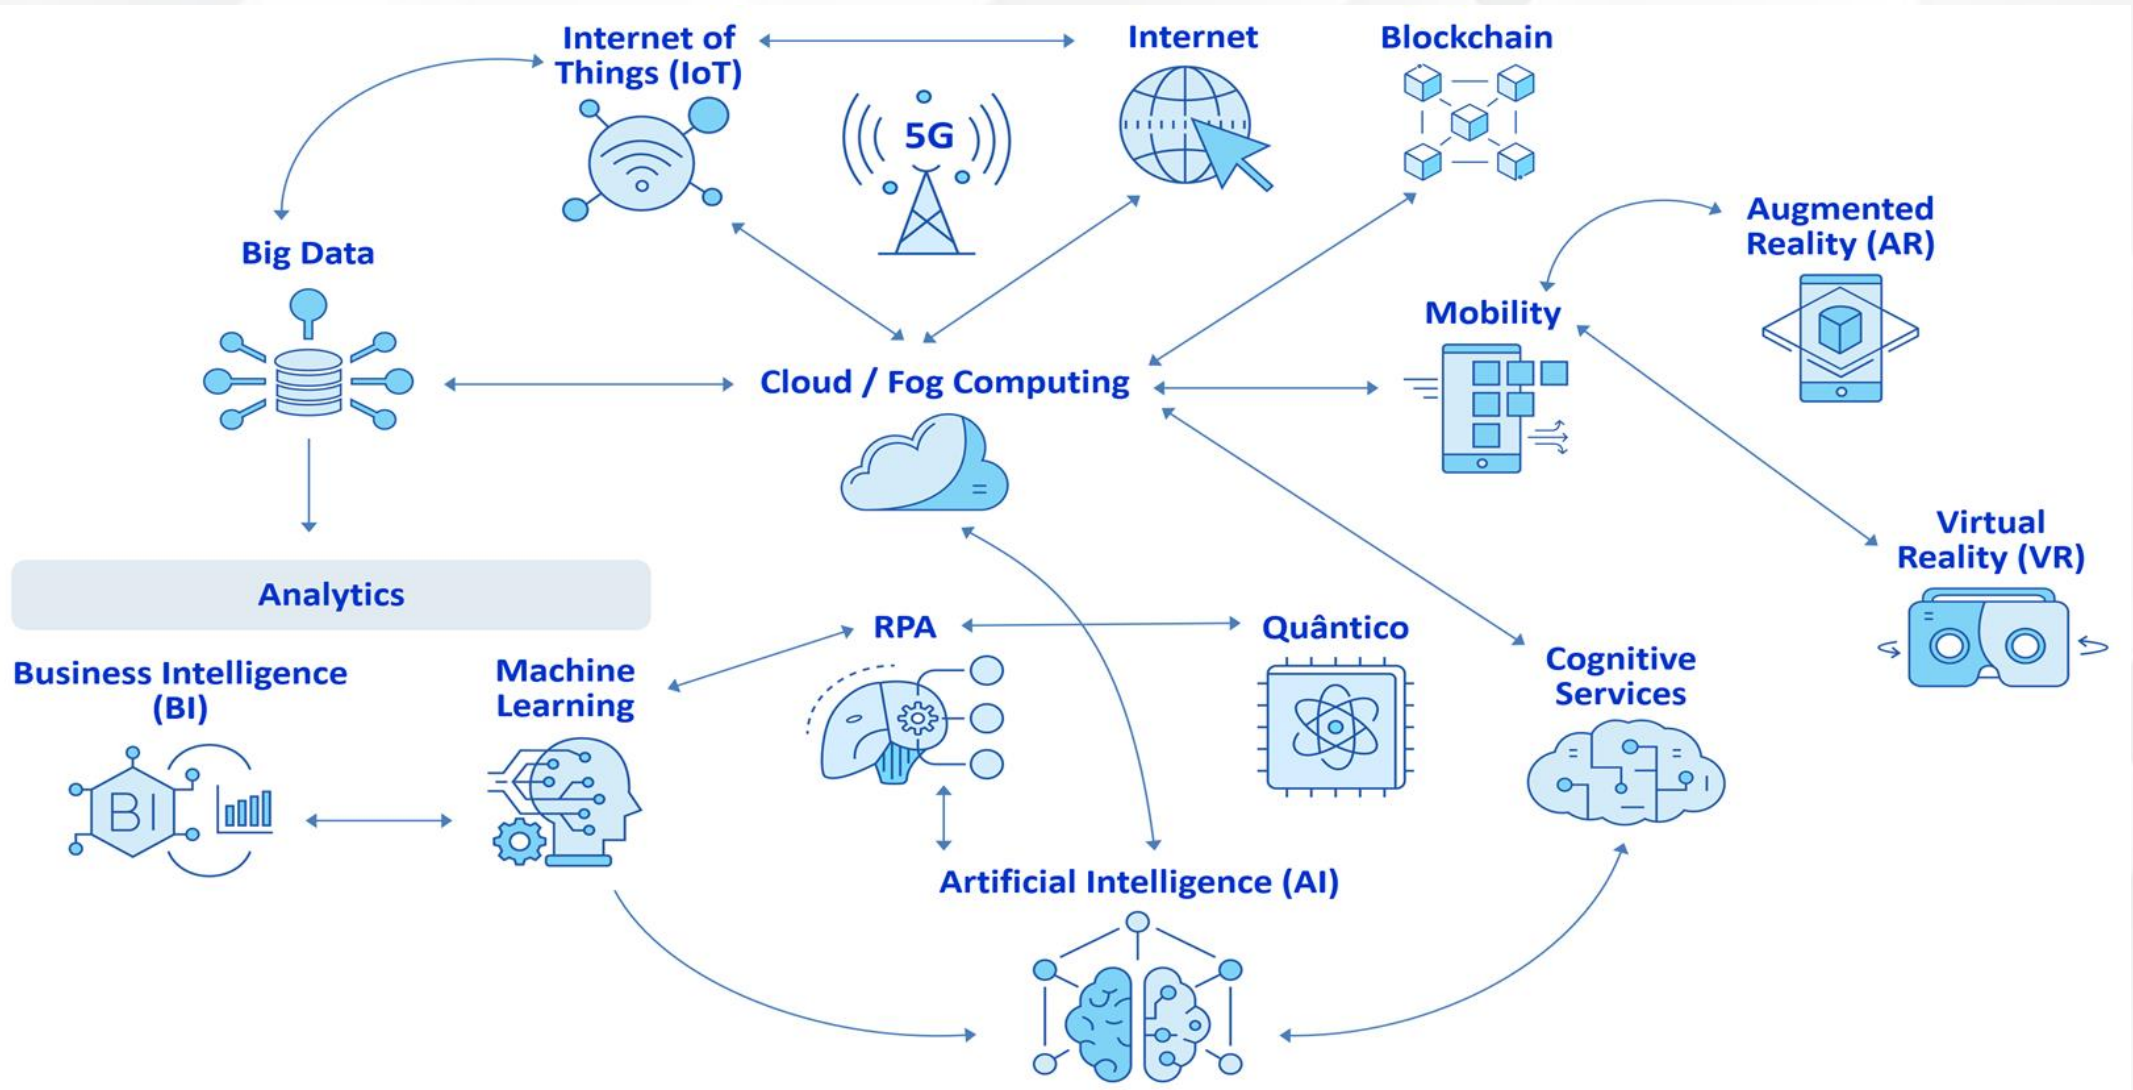 Internet of
Things (IoT)
Internet
Blockchain
5G
Augmented
Reality (AR)
Big Data
Mobility
Cloud / Fog Computing
Virtual
Reality (VR)
Analytics
RPA
Quântico
Cognitive
Services
Business Intelligence
(BI)
Machine
Learning
BI
Artificial Intelligence (AI)